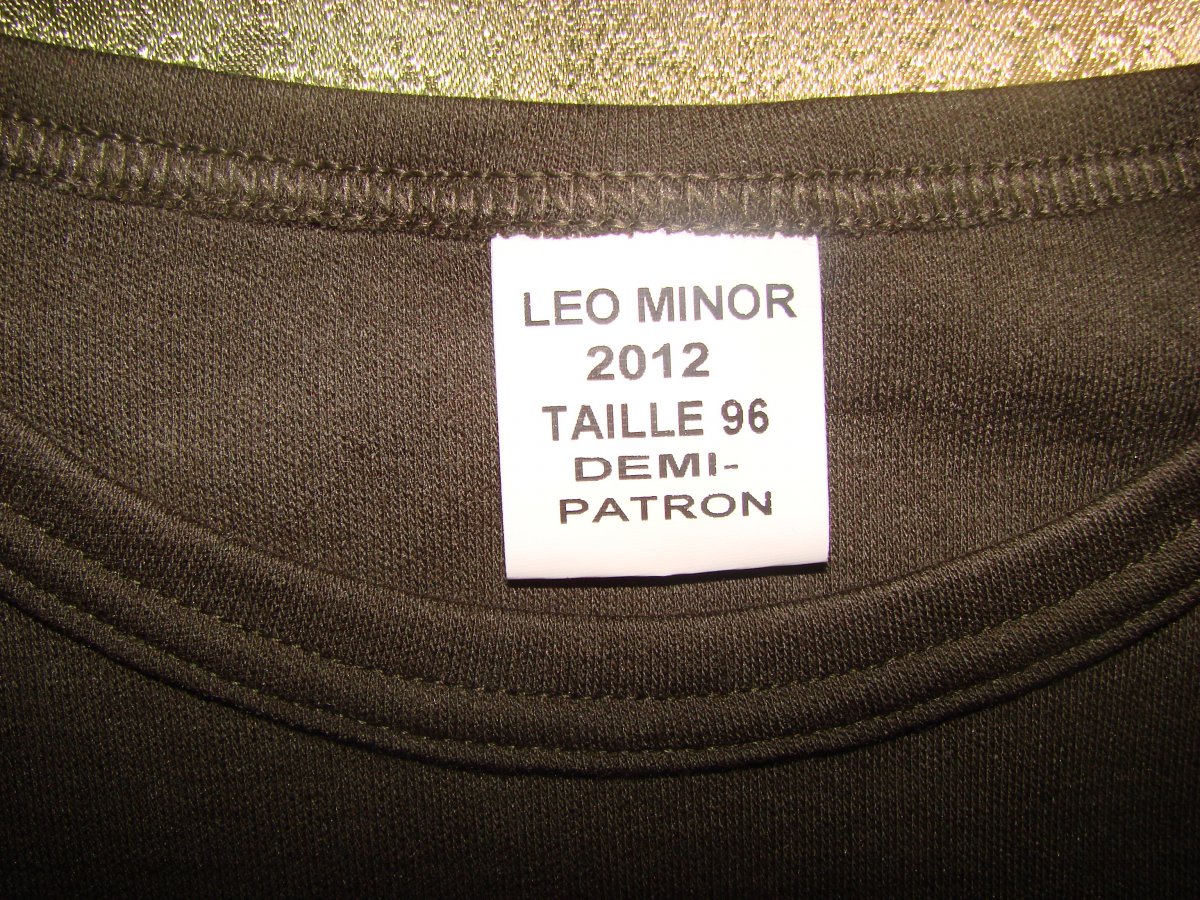 LEO MINOR
2012
TAILLE 96
DEMI-
PATRON